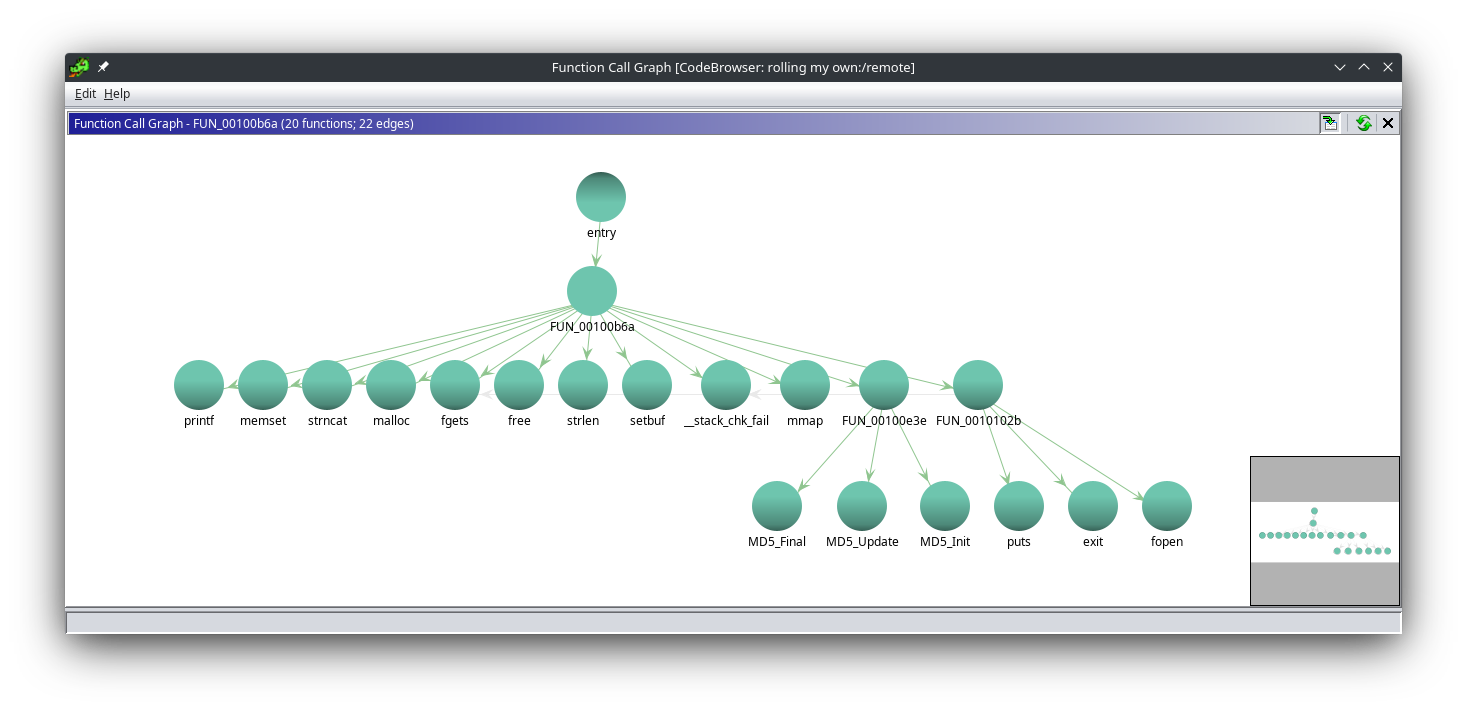 Function Call Graph [CodeBrowser: rolling my own:/remote]
Edit Help
Function Call Graph - FUN_00100b6a (20 functions; 22 edges)
entry
FUN_00100b6a
printf memset strncat malloc fgets free strlen setbuf __stack_chk_fail mmap FUN_00100e3e FUN_0010102b
MD5_Final MD5_Update MD5_Init puts exit fopen